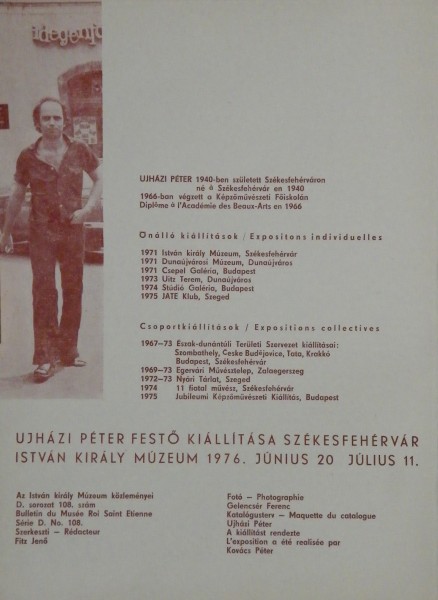 idegenfo
UJHÁZI PÉTER 1940-ben született Székesfehérváron
né à Székesfehérvár en 1940
1966-ban végzett a Képzőművészeti Főiskolán
Diplôme à l'Académie des Beaux-Arts en 1966
Önálló kiállítások / Expositons individuelles
1971 István király Múzeum, Székesfehérvár
1971 Dunaújvárosi Múzeum, Dunaújváros
1971 Csepel Galéria, Budapest
1973 Uitz Terem, Dunaújváros
1974 Stúdió Galéria, Budapest
1975 JATE Klub, Szeged
Csoportkiállítások / Expositions collectives
1967—73 Észak-dunántúli Területi Szervezet kiállításai:
Szombathely, Ceske Budéjovice, Tata, Krakkó
Budapest, Székesfehérvár
1969—73 Egervári Művésztelep, Zalaegerszeg
1972—73 Nyári Tárlat, Szeged
1974 11 fiatal művész, Székesfehérvár
1975 Jubileumi Képzőművészeti Kiállítás, Budapest
UJHÁZI PÉTER FESTŐ KIÁLLÍTÁSA SZÉKESFEHÉRVÁR
ISTVÁN KIRÁLY MÚZEUM 1976. JÚNIUS 20 JÚLIUS 11.
Az István király Múzeum közleményei
D. sorozat 108. szám
Bulletin du Musée Roi Saint Etienne
Série D. No. 108.
Szerkeszti — Rédacteur
Fitz Jenő
Fotó — Photographie
Gelencsér Ferenc
Katalógusterv — Maquette du catalogue
Ujházi Péter
A kiállítást rendezte
L'exposition a été realisée par
Kovács Péter